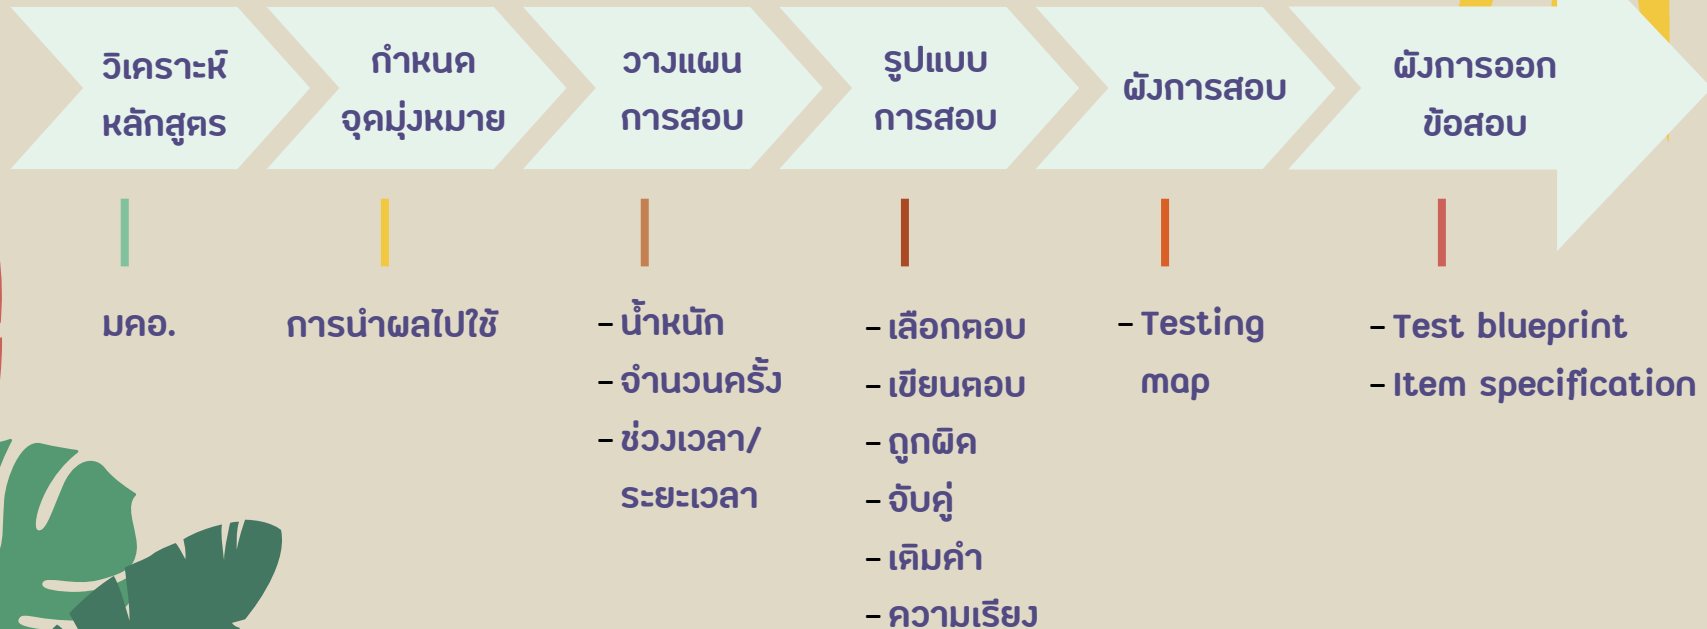 วิเคราะห์
หลักสูตร
กำหนด
จุดมุ่งหมาย
วางแผน
การสอบ
รูปแบบ
การสอบ
ผังการสอบ
ผังการออก
ข้อสอบ
มคอ.
การนำผลไปใช้
– น้ำหนัก
– จำนวนครั้ง
– ช่วงเวลา/
ระยะเวลา
– เลือกตอบ
– เขียนตอบ
– ถูกผิด
– จับคู่
– เติมคำ
– ความเรียง
– Testing
map
– Test blueprint
– Item specification